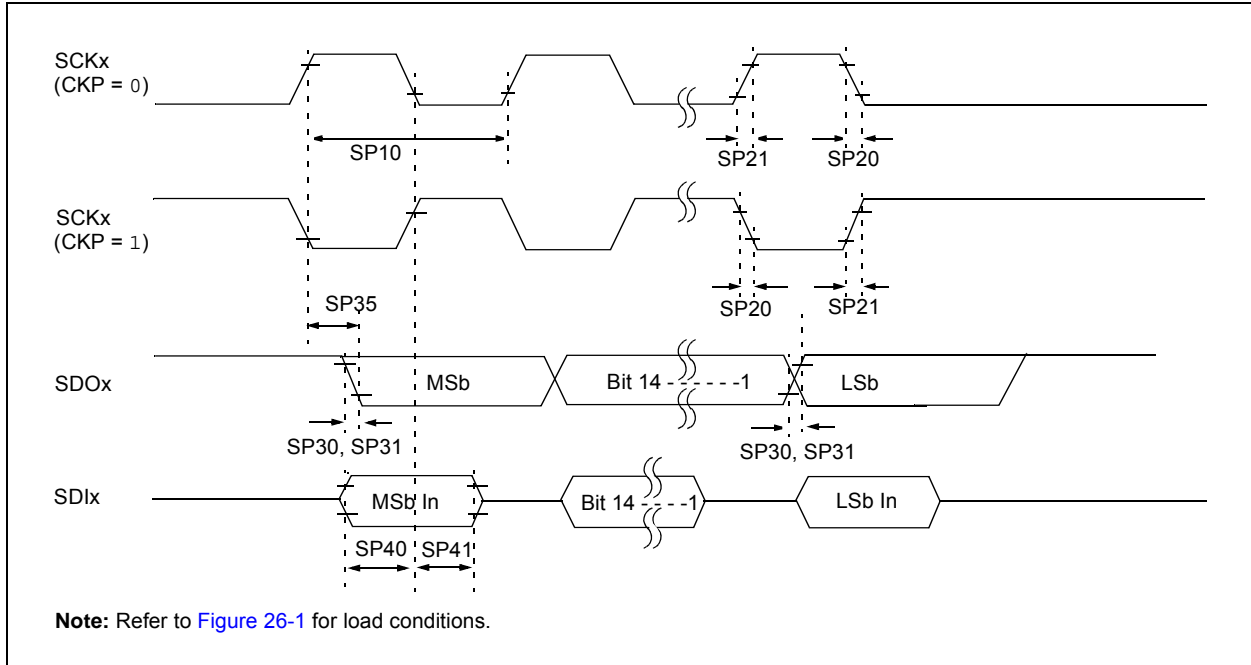 SCKx
(CKP = 0)
SP10
SP21
SP20
SCKx
(CKP = 1)
SP35
SP20
SP21
SDOx
MSb
Bit 14 - - - - - -1
LSb
SP30, SP31
SP30, SP31
SDIx
MSb In
Bit 14 - - - -1
LSb In
SP40
SP41
Note: Refer to Figure 26-1 for load conditions.